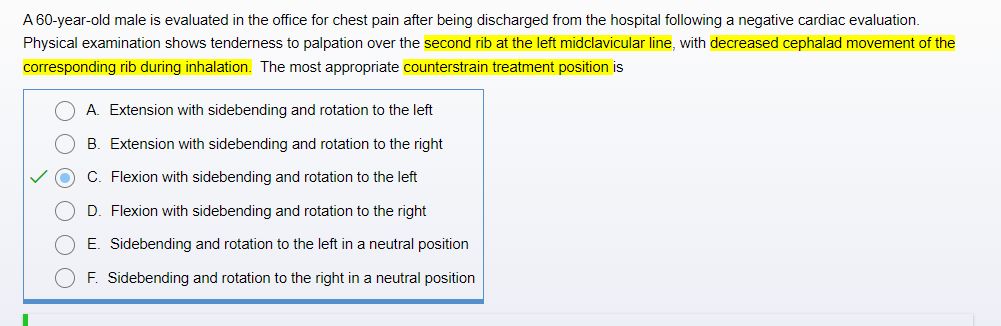 A 60-year-old male is evaluated in the office for chest pain after being discharged from the hospital following a negative cardiac evaluation.
Physical examination shows tenderness to palpation over the second rib at the left midclavicular line, with decreased cephalad movement of the
corresponding rib during inhalation. The most appropriate counterstrain treatment position is
A. Extension with sidebending and rotation to the left
B. Extension with sidebending and rotation to the right
C. Flexion with sidebending and rotation to the left
D. Flexion with sidebending and rotation to the right
E. Sidebending and rotation to the left in a neutral position
F. Sidebending and rotation to the right in a neutral position